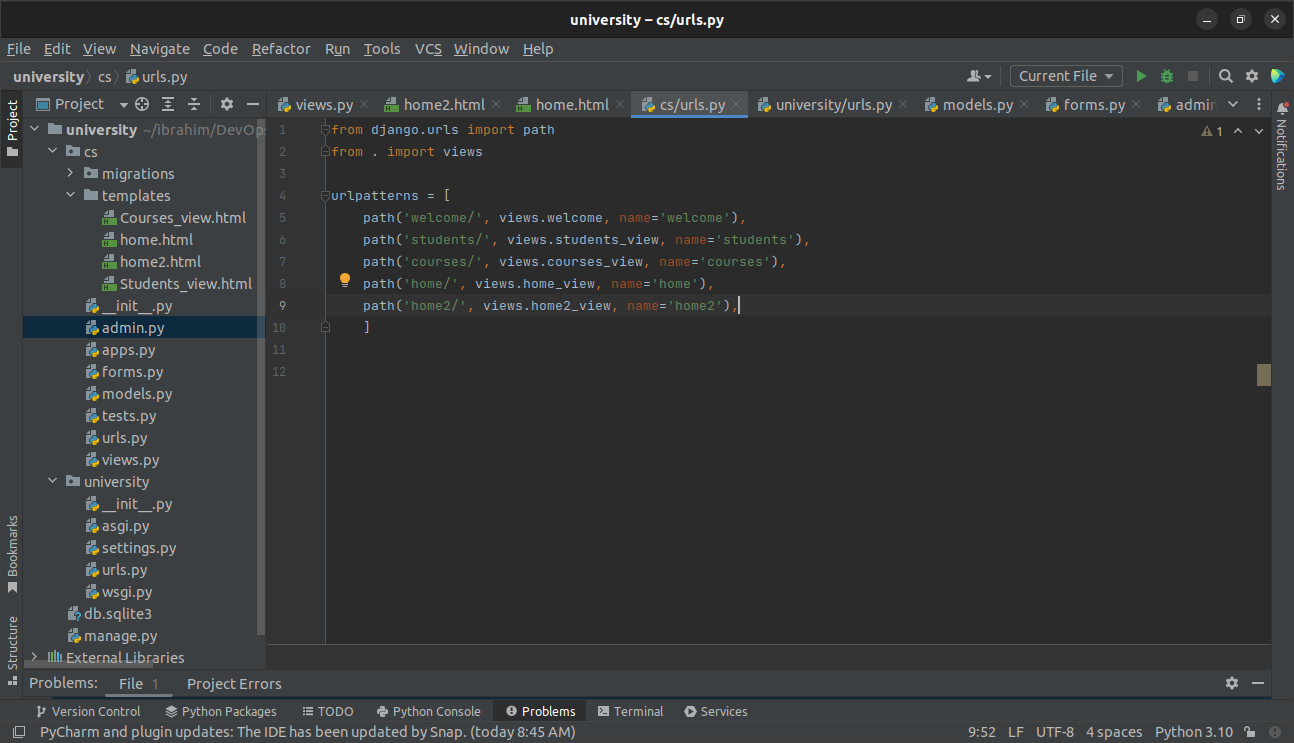 university – cs/urls.py
File Edit View Navigate Code Refactor Run Tools VCS Window Help
university cs urls.py
Current File
Project
Project
views.py home2.html home.html cs/urls.py university/urls.py models.py forms.py admin
Notifications
university ~/ibrahim/DevOps
cs
migrations
templates
Courses_view.html
home.html
home2.html
Students_view.html
__init__.py
admin.py
apps.py
forms.py
models.py
tests.py
urls.py
views.py
university
__init__.py
asgi.py
settings.py
urls.py
wsgi.py
db.sqlite3
manage.py
External Libraries
Bookmarks
Structure
1 from django.urls import path
2 from . import views
3
4 urlpatterns = [
5 path('welcome/', views.welcome, name='welcome'),
6 path('students/', views.students_view, name='students'),
7 path('courses/', views.courses_view, name='courses'),
8 path('home/', views.home_view, name='home'),
9 path('home2/', views.home2_view, name='home2'),
10 ]
11
12
1
Problems: File 1 Project Errors
Version Control Python Packages TODO Python Console Problems Terminal Services
PyCharm and plugin updates: The IDE has been updated by Snap. (today 8:45 AM) 9:52 LF UTF-8 4 spaces Python 3.10